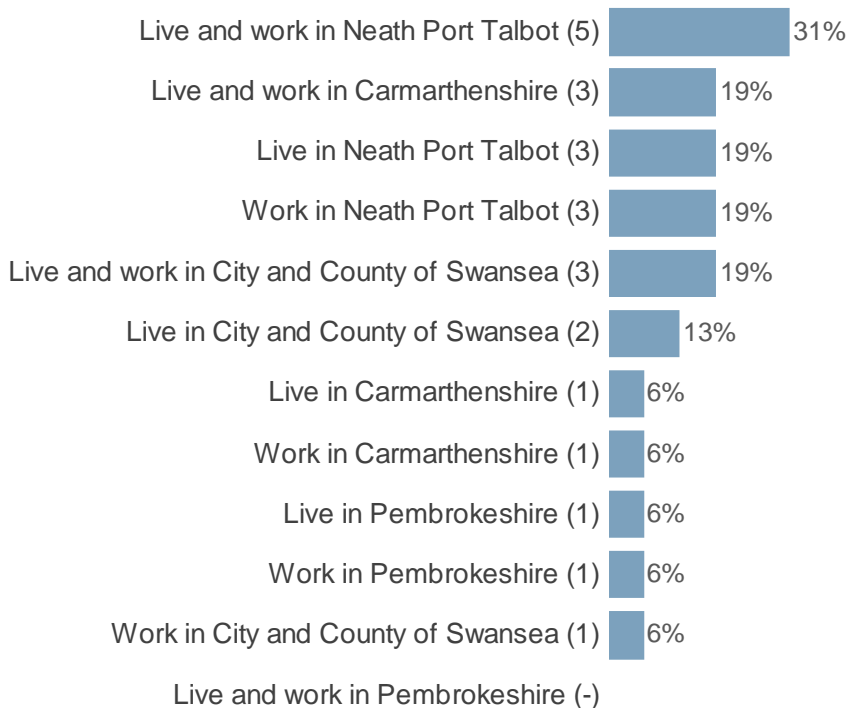 Live and work in Neath Port Talbot (5) 31%
Live and work in Carmarthenshire (3) 19%
Live in Neath Port Talbot (3) 19%
Work in Neath Port Talbot (3) 19%
Live and work in City and County of Swansea (3) 19%
Live in City and County of Swansea (2) 13%
Live in Carmarthenshire (1) 6%
Work in Carmarthenshire (1) 6%
Live in Pembrokeshire (1) 6%
Work in Pembrokeshire (1) 6%
Work in City and County of Swansea (1) 6%
Live and work in Pembrokeshire (-)